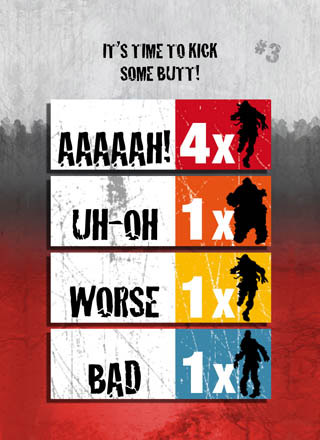 IT'S TIME TO KICK
SOME BUTT!
#3
AAAAAH! 4x
UH-OH 1x
WORSE 1x
BAD 1x